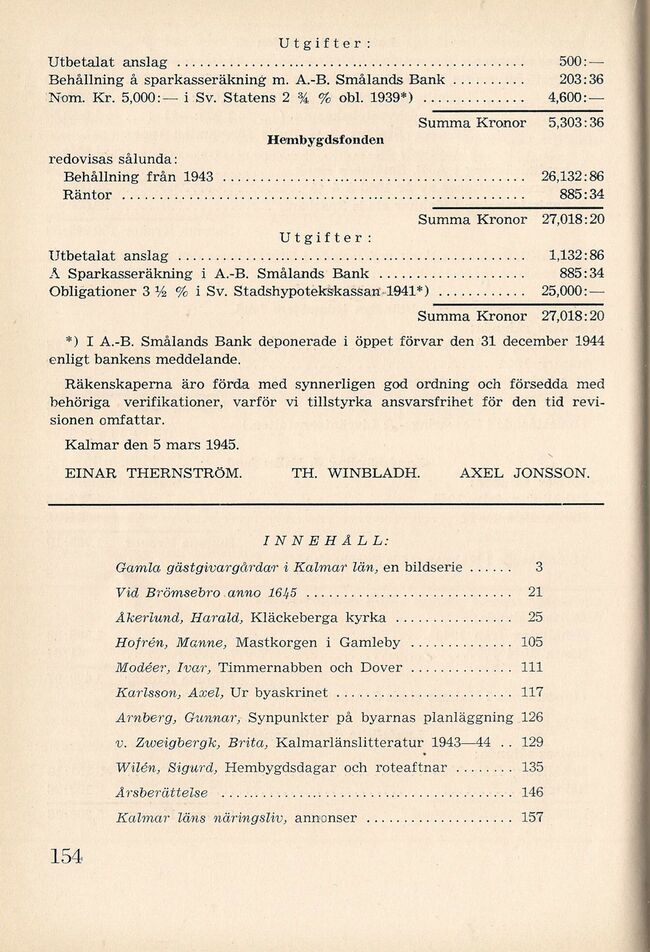 Utgifter:
Utbetalat anslag ........................................ 500:—
Behållning å sparkasseräkning m. A.-B. Smålands Bank .......... 203:36
Nom. Kr. 5,000:— i Sv. Statens 2 ¾ % obl. 1939*) .............. 4,600:—
Summa Kronor 5,303:36
Hembygdsfonden
redovisas sålunda:
Behållning från 1943 ........................................ 26,132:86
Räntor ........................................ 885:34
Summa Kronor 27,018:20
Utgifter:
Utbetalat anslag ........................................ 1,132:86
Å Sparkasseräkning i A.-B. Smålands Bank .................... 885:34
Obligationer 3 ½ % i Sv. Stadshypotekskassan 1941*) ............ 25,000:—
Summa Kronor 27,018:20
*) I A.-B. Smålands Bank deponerade i öppet förvar den 31 december 1944
enligt bankens meddelande.
Räkenskaperna äro förda med synnerligen god ordning och försedda med
behöriga verifikationer, varför vi tillstyrka ansvarsfrihet för den tid revi-
sionen omfattar.
Kalmar den 5 mars 1945.
EINAR THERNSTRÖM. TH. WINBLADH. AXEL JONSSON.
INNEHÅLL:
Gamla gästgivargårdar i Kalmar län, en bildserie ...... 3
Vid Brömsebro anno 1645 ............................ 21
Åkerlund, Harald, Kläckeberga kyrka ................ 25
Hofrén, Manne, Mastkorgen i Gamleby .............. 105
Modéer, Ivar, Timmernabben och Dover .............. 111
Karlsson, Axel, Ur byaskrinet ........................ 117
Arnberg, Gunnar, Synpunkter på byarnas planläggning 126
v. Zweigbergk, Brita, Kalmarlänslitteratur 1943—44 .. 129
Wilén, Sigurd, Hembygdsdagar och roteaftnar ........ 135
Årsberättelse ........................................ 146
Kalmar läns näringsliv, annonser .................... 157
154